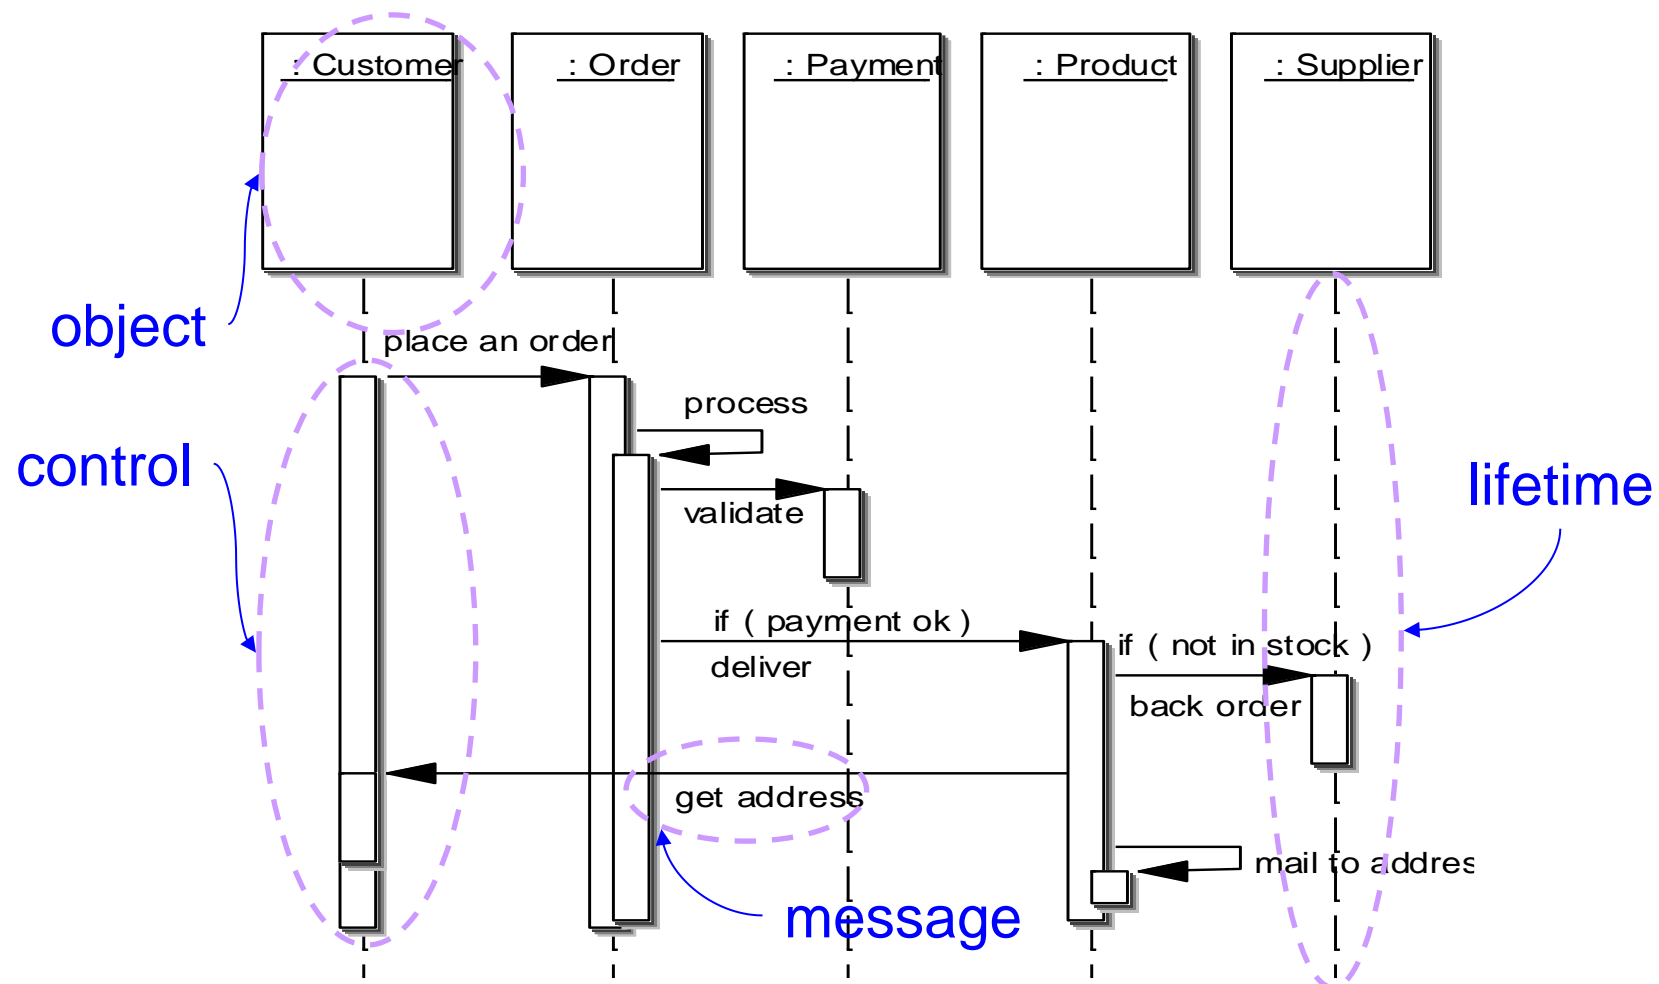 : Customer
: Order
: Payment
: Product
: Supplier
object
place an order
process
control
lifetime
validate
if ( payment ok )
if ( not in stock )
deliver
back order
get address
mail to addres
message